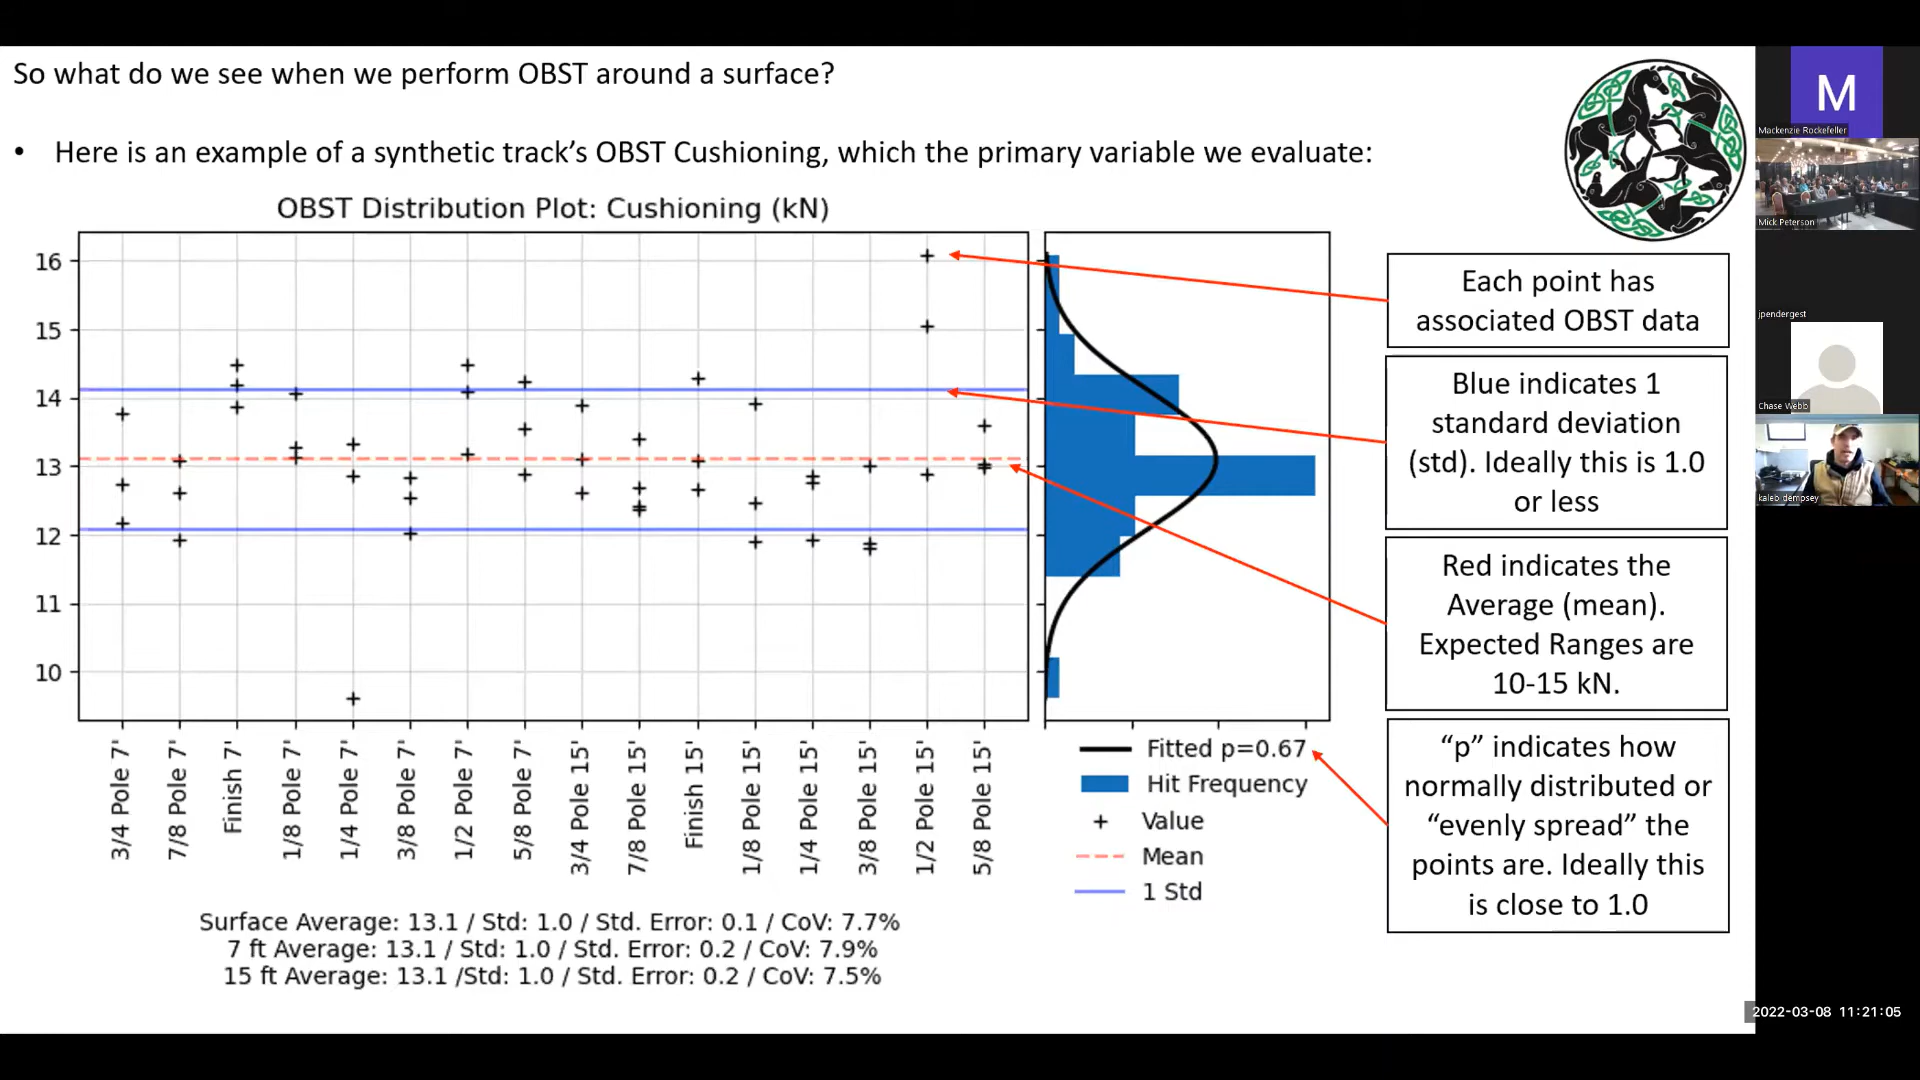 So what do we see when we perform OBST around a surface?
• Here is an example of a synthetic track's OBST Cushioning, which the primary variable we evaluate:
OBST Distribution Plot: Cushioning (kN)
16
15
14
13
12
11
10
3/4 Pole 7'
7/8 Pole 7'
Finish 7'
1/8 Pole 7'
1/4 Pole 7'
3/8 Pole 7'
1/2 Pole 7'
5/8 Pole 7'
3/4 Pole 15'
7/8 Pole 15'
Finish 15'
1/8 Pole 15'
1/4 Pole 15'
3/8 Pole 15'
1/2 Pole 15'
5/8 Pole 15'
Fitted p=0.67
Hit Frequency
Value
Mean
1 Std
Surface Average: 13.1 / Std: 1.0 / Std. Error: 0.1 / CoV: 7.7%
7 ft Average: 13.1 / Std: 1.0 / Std. Error: 0.2 / CoV: 7.9%
15 ft Average: 13.1 /Std: 1.0 / Std. Error: 0.2 / CoV: 7.5%
Each point has
associated OBST data
Blue indicates 1
standard deviation
(std). Ideally this is 1.0
or less
Red indicates the
Average (mean).
Expected Ranges are
10-15 kN.
“p” indicates how
normally distributed or
“evenly spread” the
points are. Ideally this
is close to 1.0
M
Mackenzie Rockefeller
Mick Peterson
jpendergest
Chase Webb
kaleb dempsey
2022-03-08 11:21:05